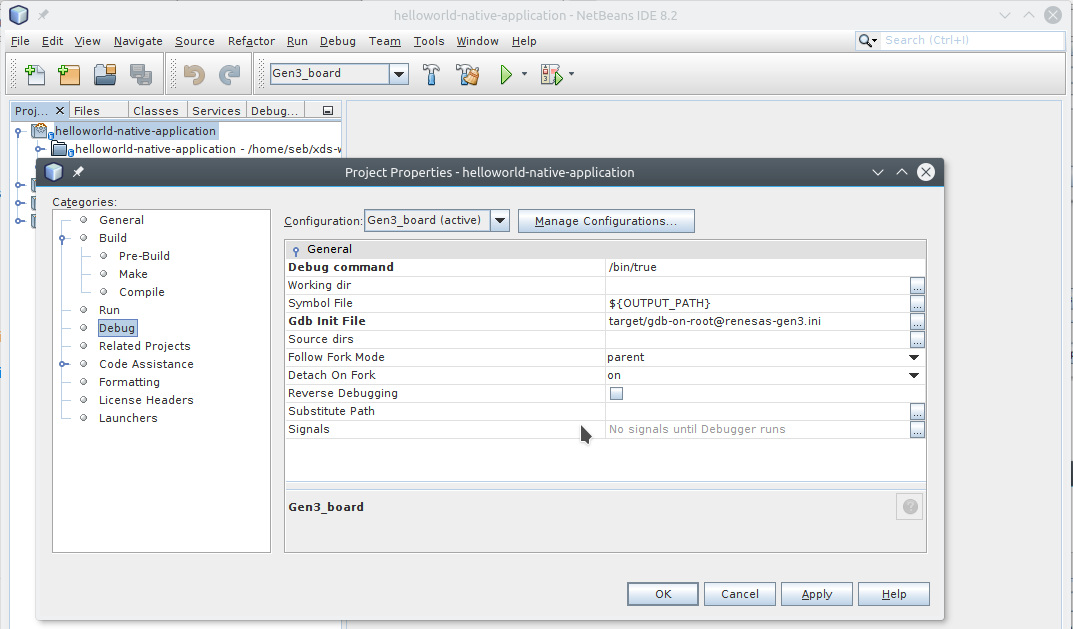 helloworld-native-application - NetBeans IDE 8.2
File Edit View Navigate Source Refactor Run Debug Team Tools Window Help
Search (Ctrl+I)
Gen3_board
Proj... Files Classes Services Debug...
helloworld-native-application
helloworld-native-application - /home/seb/xds-w
Project Properties - helloworld-native-application
Categories:
General
Build
Pre-Build
Make
Compile
Run
Debug
Related Projects
Code Assistance
Formatting
License Headers
Launchers
Configuration: Gen3_board (active) Manage Configurations...
General
Debug command /bin/true
Working dir ...
Symbol File ${OUTPUT_PATH} ...
Gdb Init File target/gdb-on-root@renesas-gen3.ini ...
Source dirs ...
Follow Fork Mode parent
Detach On Fork on
Reverse Debugging
Substitute Path ...
Signals No signals until Debugger runs ...
Gen3_board
?
OK Cancel Apply Help